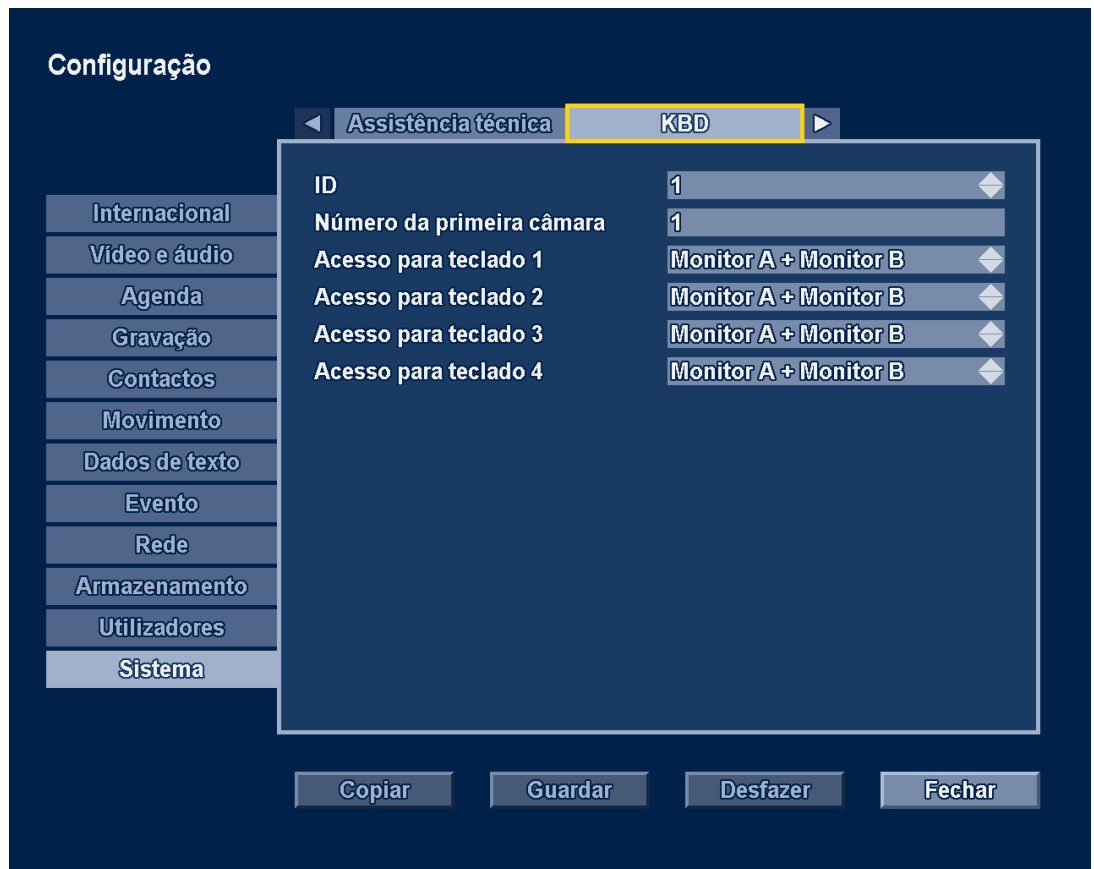 Configuração
Assistência técnica KBD
ID 1
Número da primeira câmara 1
Acesso para teclado 1 Monitor A + Monitor B
Acesso para teclado 2 Monitor A + Monitor B
Acesso para teclado 3 Monitor A + Monitor B
Acesso para teclado 4 Monitor A + Monitor B
Internacional
Vídeo e áudio
Agenda
Gravação
Contactos
Movimento
Dados de texto
Evento
Rede
Armazenamento
Utilizadores
Sistema
Copiar Guardar Desfazer Fechar